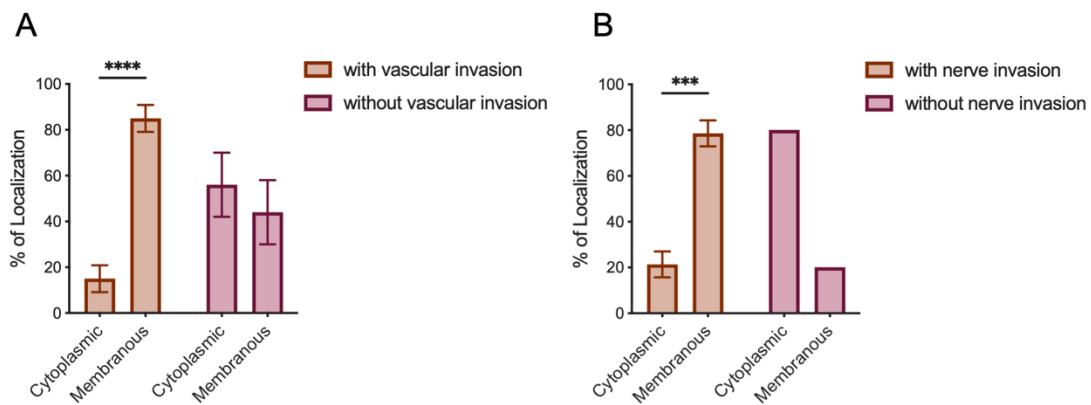 A
****
with vascular invasion
without vascular invasion
% of Localization
100
80
60
40
20
0
Cytoplasmic
Membranous
Cytoplasmic
Membranous
B
***
with nerve invasion
without nerve invasion
% of Localization
100
80
60
40
20
0
Cytoplasmic
Membranous
Cytoplasmic
Membranous